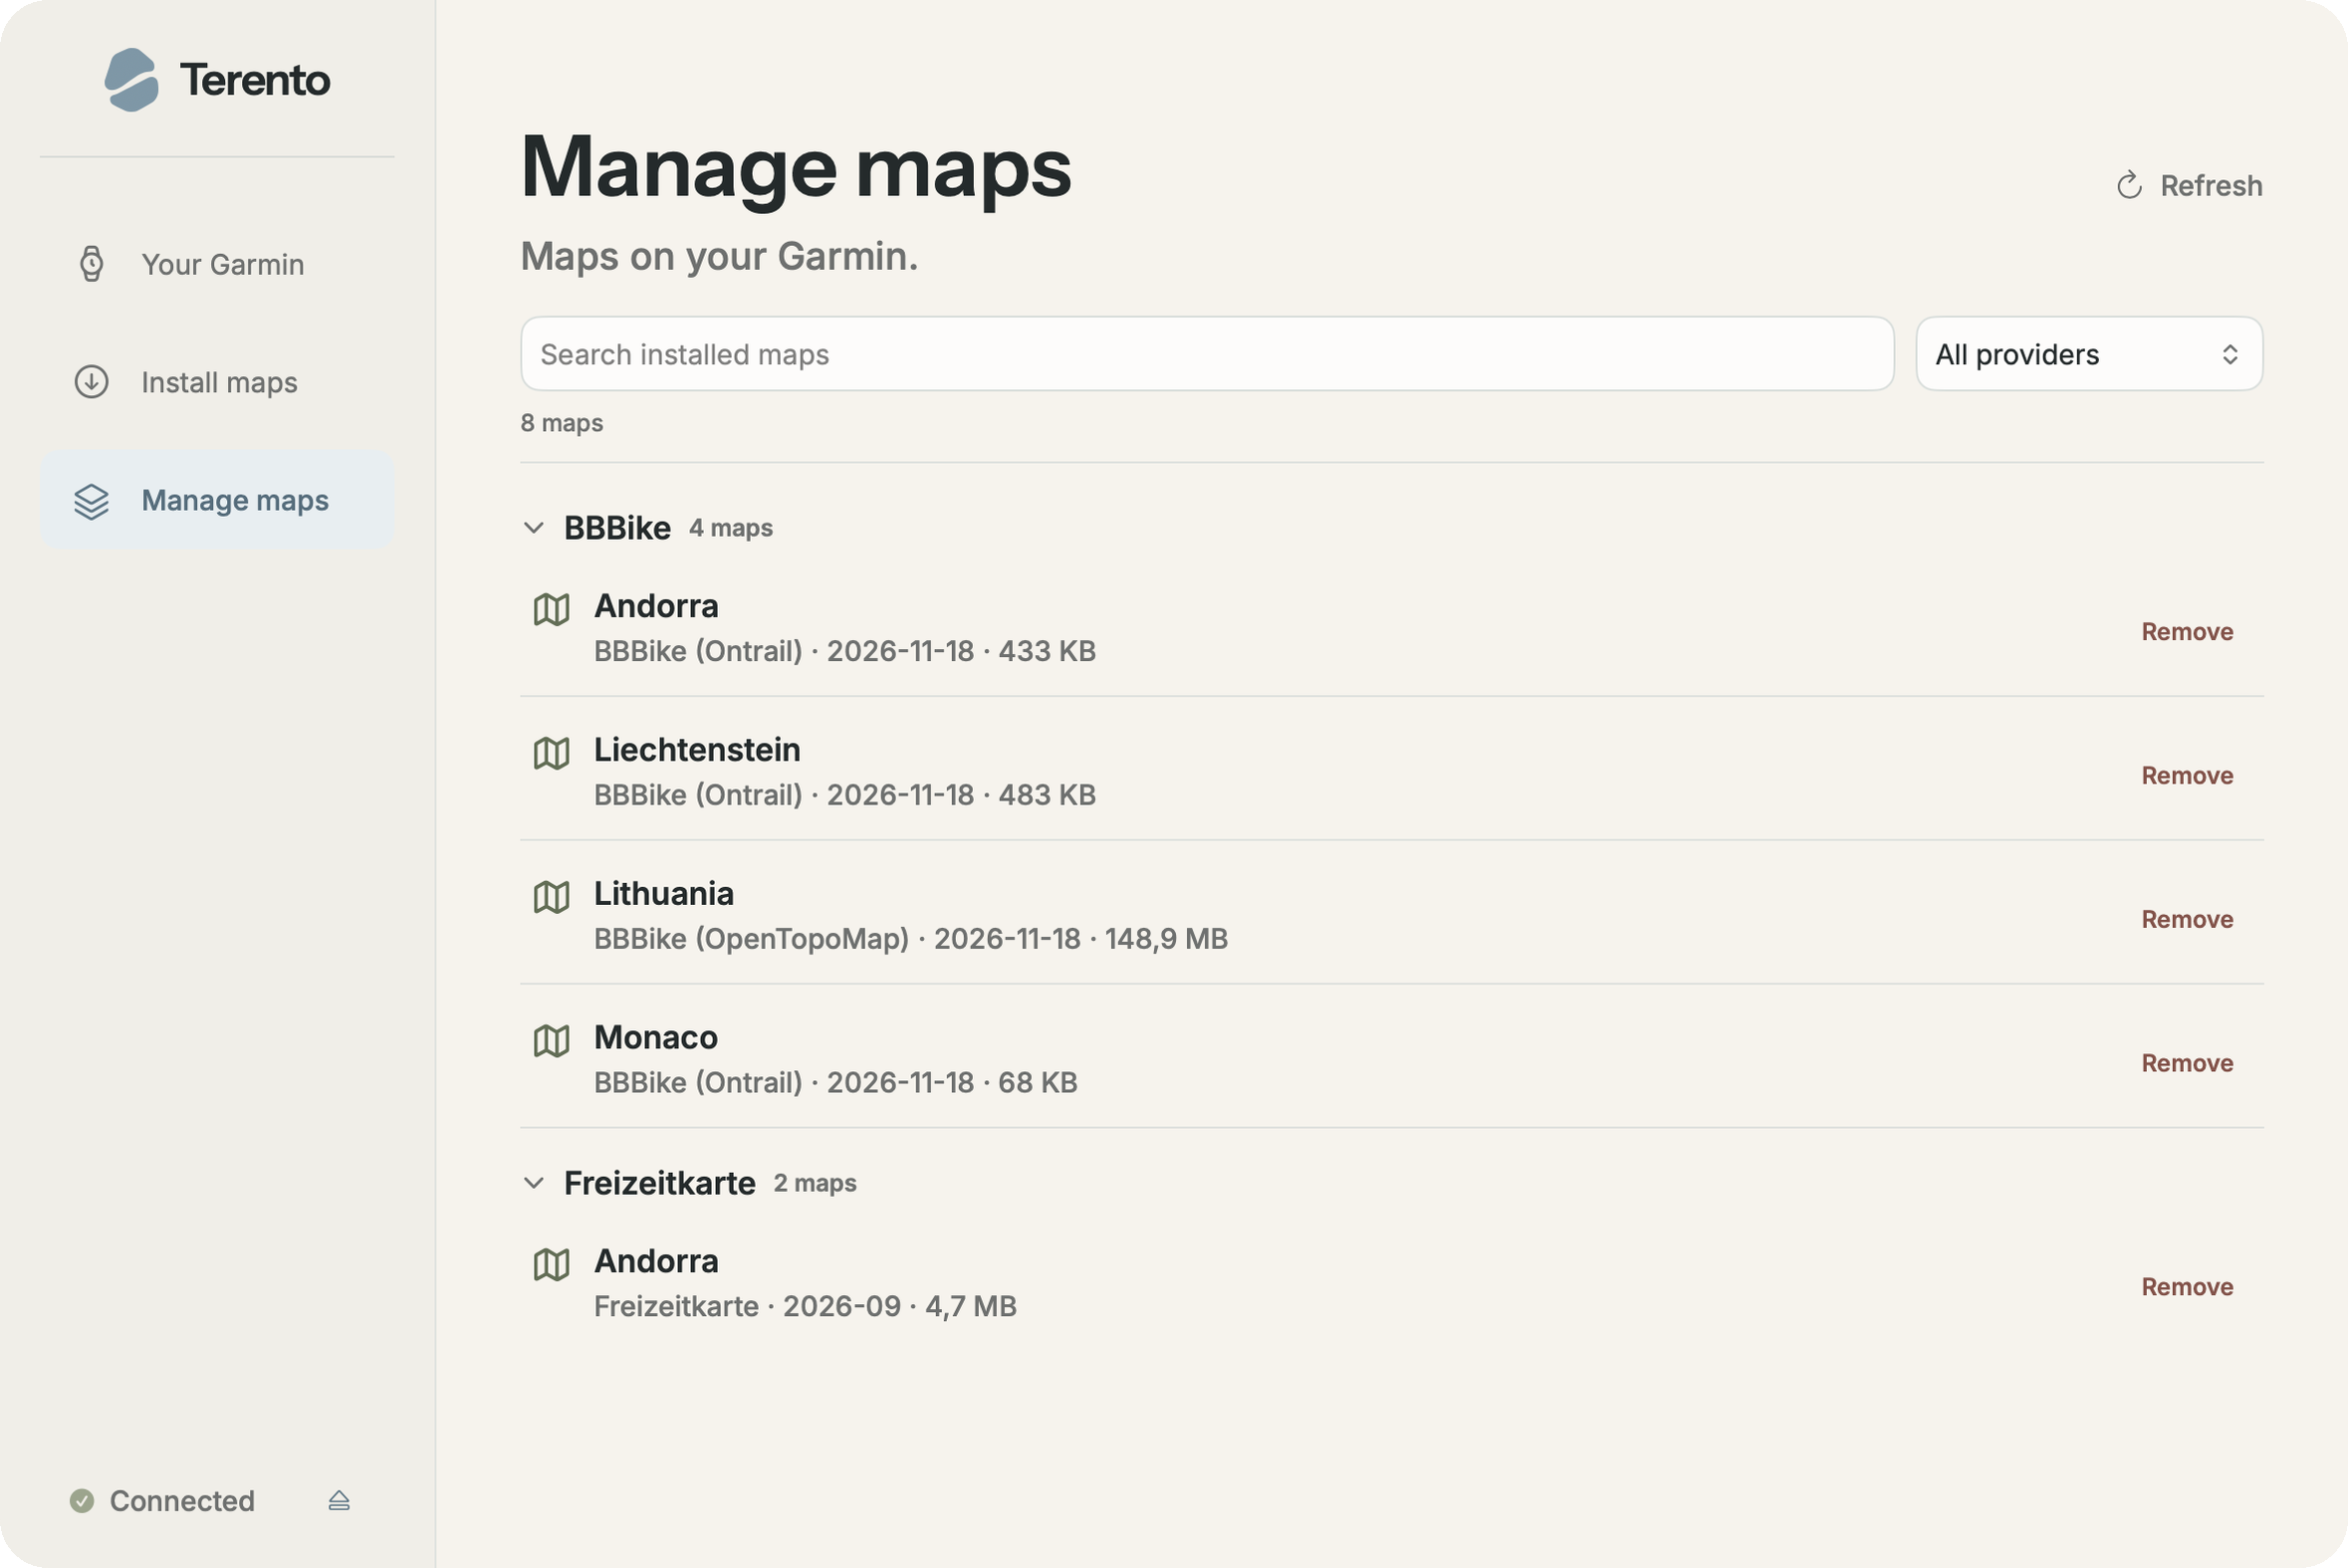 Terento
Your Garmin
Install maps
Manage maps
Connected
Manage maps
Refresh
Maps on your Garmin.
Search installed maps
All providers
8 maps
BBBike 4 maps
Andorra
BBBike (Ontrail) · 2026-11-18 · 433 KB
Remove
Liechtenstein
BBBike (Ontrail) · 2026-11-18 · 483 KB
Remove
Lithuania
BBBike (OpenTopoMap) · 2026-11-18 · 148,9 MB
Remove
Monaco
BBBike (Ontrail) · 2026-11-18 · 68 KB
Remove
Freizeitkarte 2 maps
Andorra
Freizeitkarte · 2026-09 · 4,7 MB
Remove